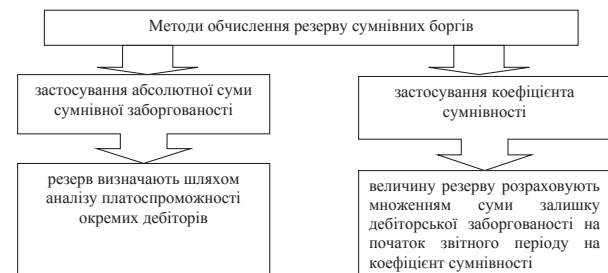 Методи обчислення резерву сумнівних боргів
застосування абсолютної суми
сумнівної заборгованості
застосування коефіцієнта
сумнівності
резерв визначають шляхом
аналізу платоспроможності
окремих дебіторів
величину резерву розраховують
множенням суми залишку
дебіторської заборгованості на
початок звітного періоду на
коефіцієнт сумнівності